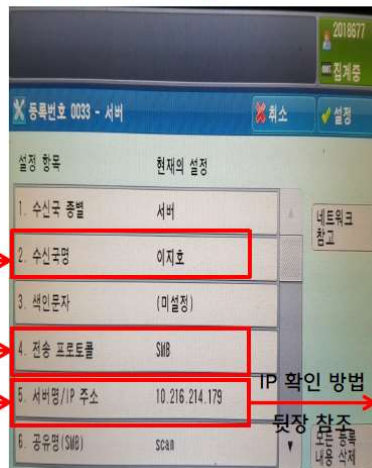 2018677
집계중
등록번호 0033 - 서버
취소
설정
설정 항목
현재의 설정
1. 수신국 종별
서버
네트워크
참고
2. 수신국명
이지호
3. 색인문자
(미설정)
4. 전송 프로토콜
SMB
5. 서버명/IP 주소
10.216.214.179
IP 확인 방법
뒷장 참조
6. 공유명(SMB)
scan
모든 등록
내용 삭제